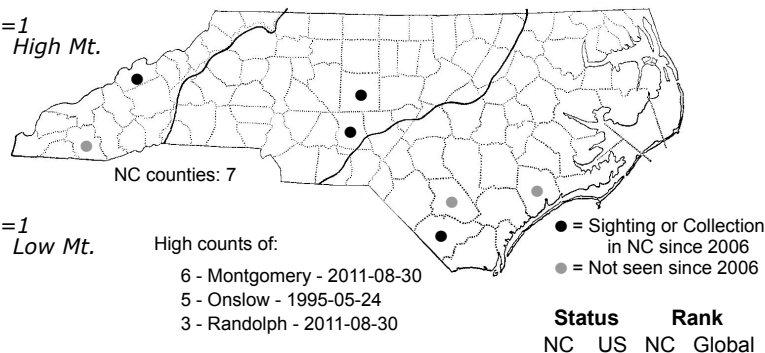 =1
High Mt.
NC counties: 7
=1
Low Mt.
High counts of:
6 - Montgomery - 2011-08-30
5 - Onslow - 1995-05-24
3 - Randolph - 2011-08-30
= Sighting or Collection
in NC since 2006
= Not seen since 2006
Status Rank
NC US NC Global